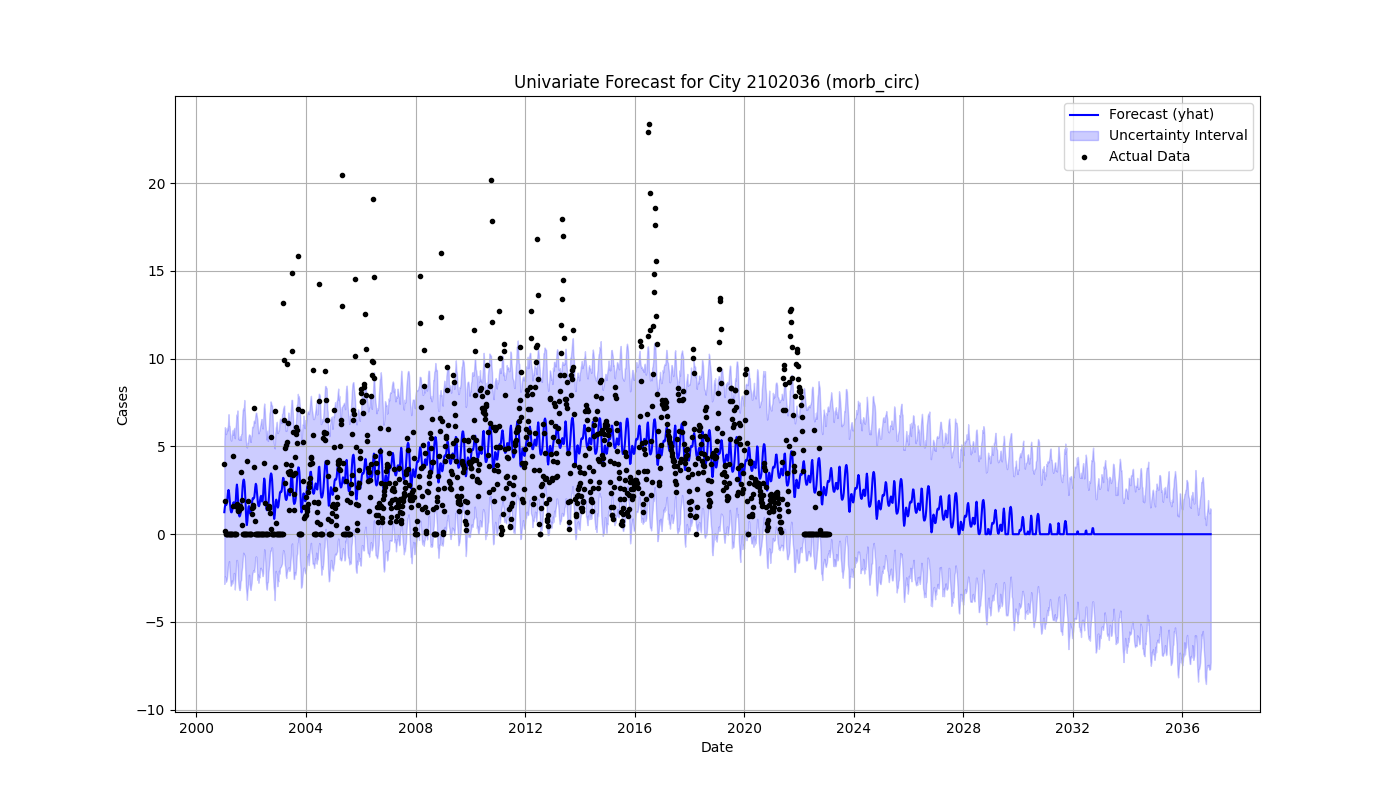 Univariate Forecast for City 2102036 (morb_circ)
Forecast (yhat)
Uncertainty Interval
Actual Data
Cases
20
15
10
5
0
−5
−10
2000 2004 2008 2012 2016 2020 2024 2028 2032 2036
Date